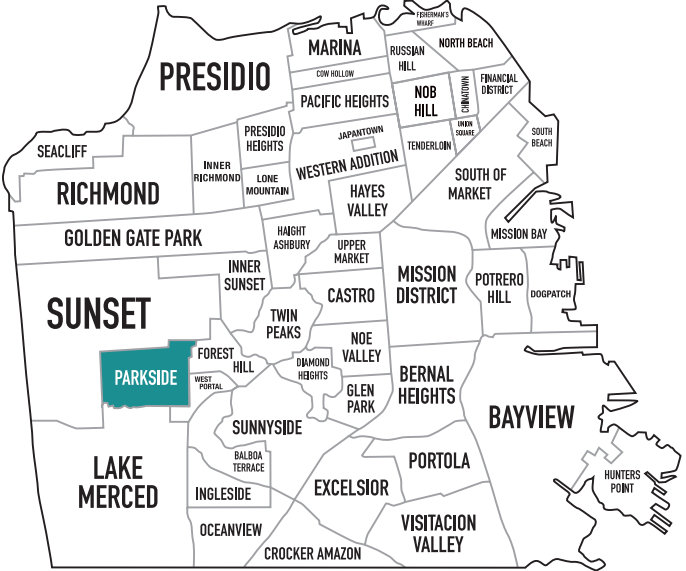 FISHERMAN'S
WHARF
MARINA
RUSSIAN
HILL
NORTH BEACH
PRESIDIO
COW HOLLOW
PACIFIC HEIGHTS
NOB
HILL
CHINATOWN
FINANCIAL
DISTRICT
UNION
SQUARE
SOUTH
BEACH
SEACLIFF
PRESIDIO
HEIGHTS
JAPANTOWN
WESTERN ADDITION
TENDERLOIN
INNER
RICHMOND
LONE
MOUNTAIN
RICHMOND
HAYES
VALLEY
SOUTH OF
MARKET
GOLDEN GATE PARK
HAIGHT
ASHBURY
UPPER
MARKET
MISSION BAY
INNER
SUNSET
CASTRO
MISSION
DISTRICT
POTRERO
HILL
DOGPATCH
SUNSET
TWIN
PEAKS
NOE
VALLEY
FOREST
HILL
PARKSIDE
WEST
PORTAL
DIAMOND
HEIGHTS
GLEN
PARK
BERNAL
HEIGHTS
BAYVIEW
SUNNYSIDE
LAKE
MERCED
BALBOA
TERRACE
PORTOLA
HUNTERS
POINT
INGLESIDE
EXCELSIOR
OCEANVIEW
VISITACION
VALLEY
CROCKER AMAZON